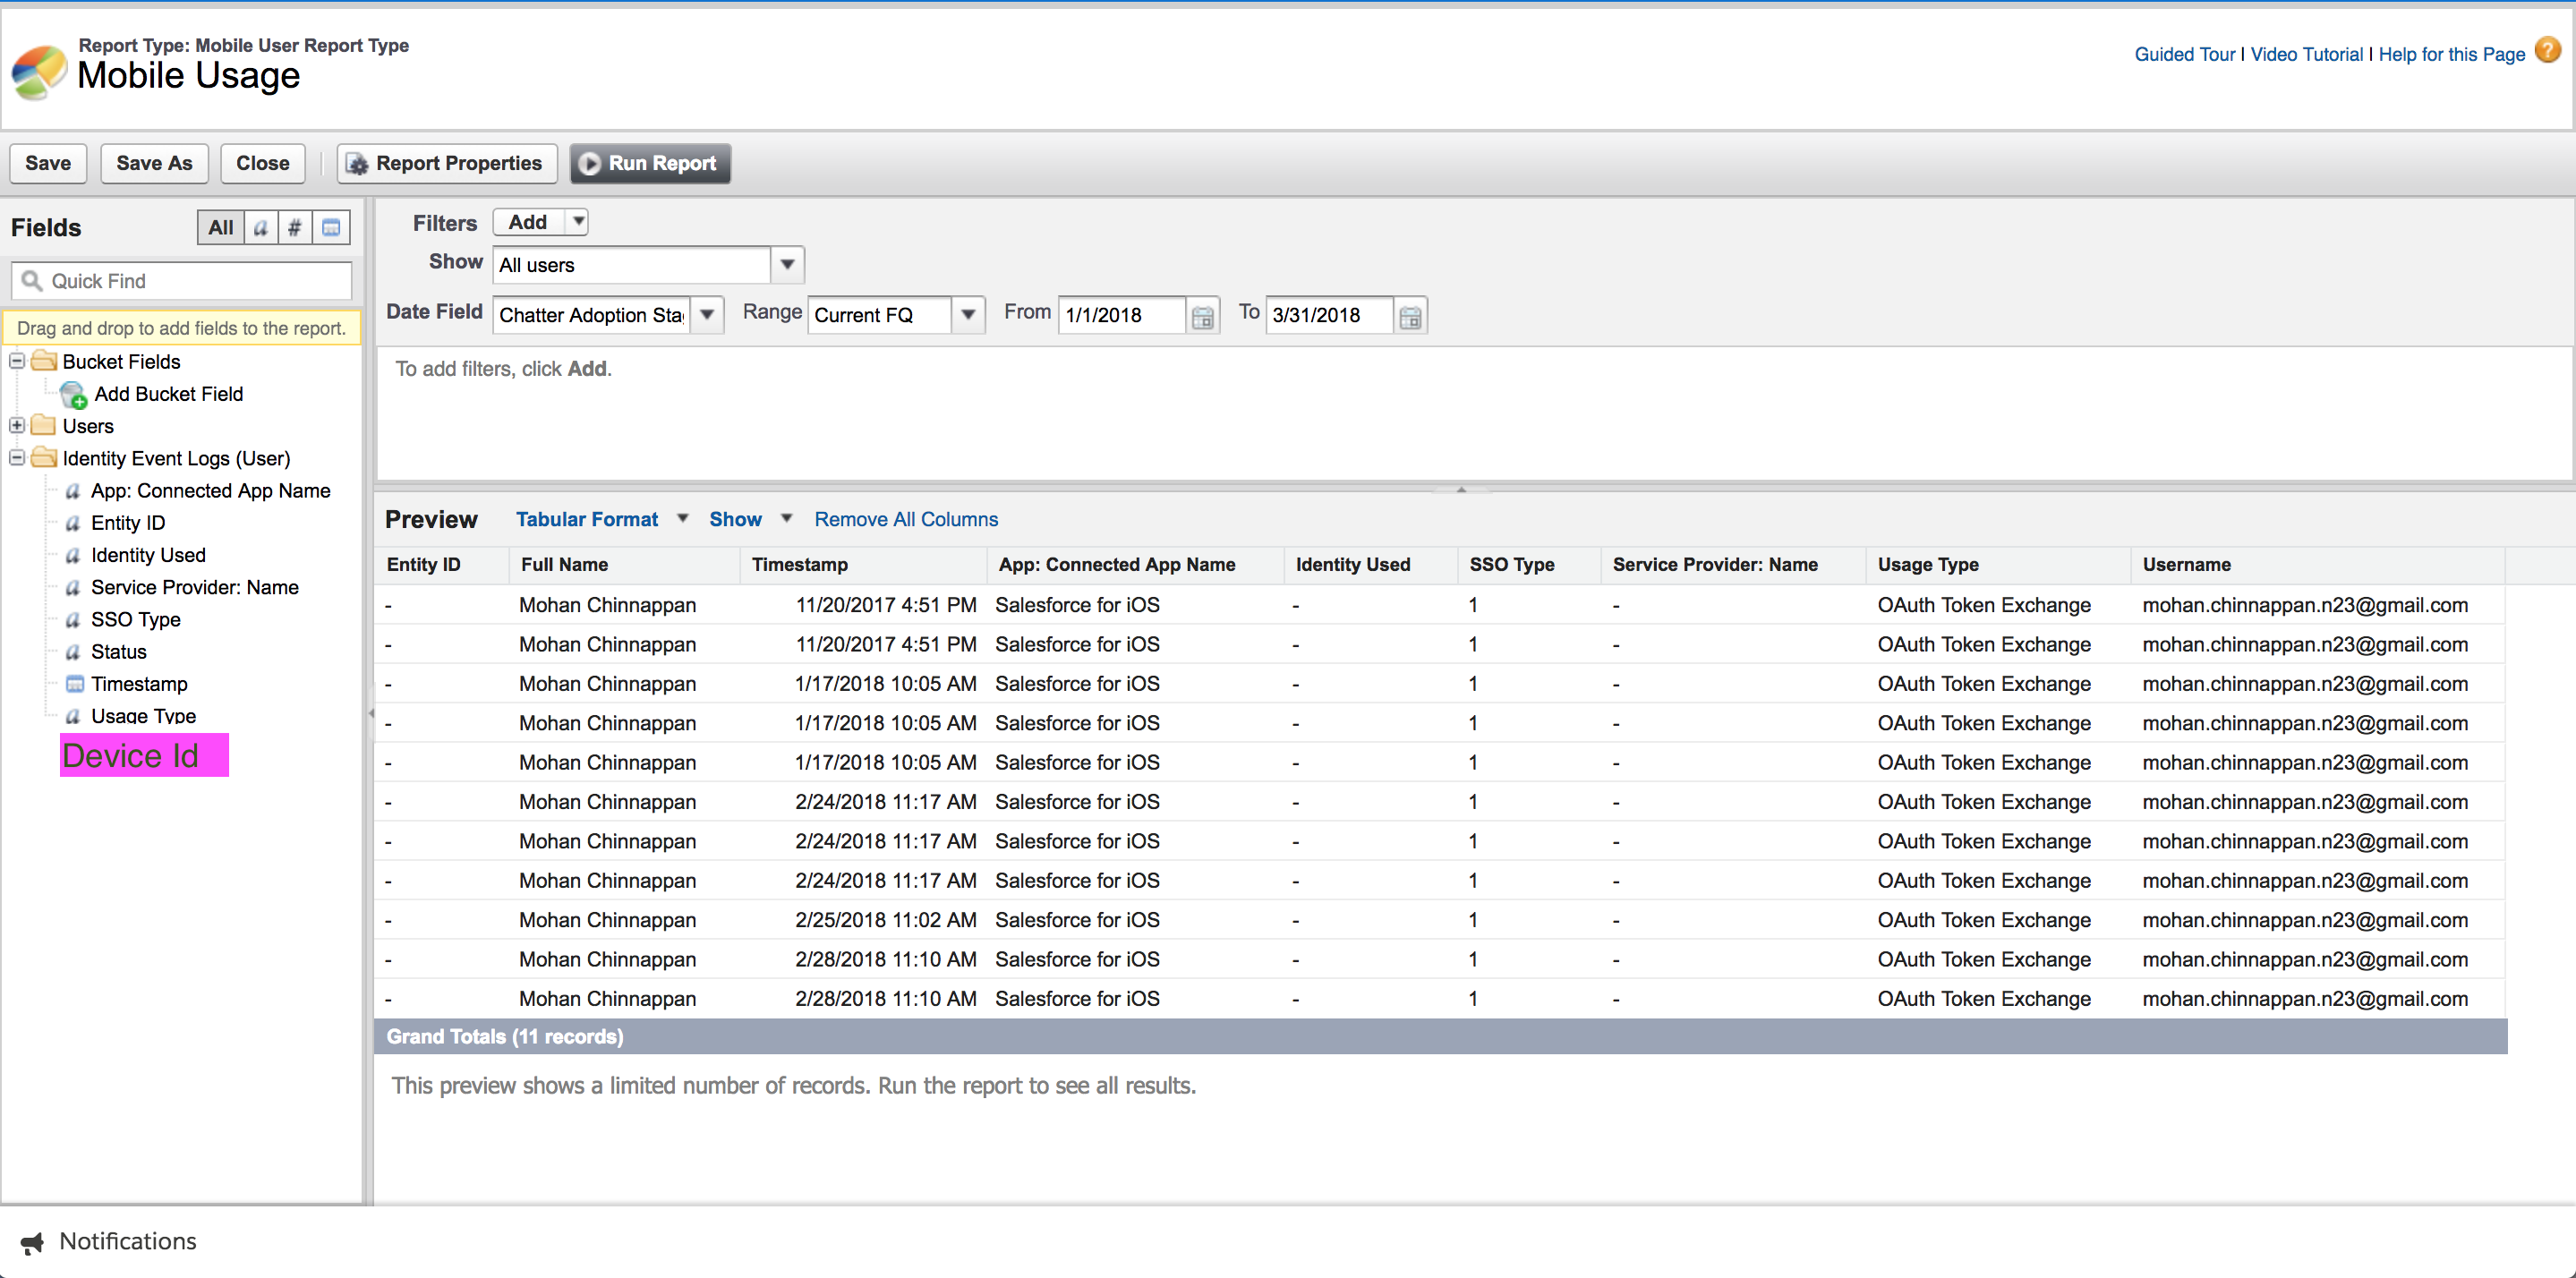 Report Type: Mobile User Report Type
Mobile Usage
Guided Tour | Video Tutorial | Help for this Page ?
Save Save As Close Report Properties Run Report
Fields All a #
Quick Find
Drag and drop to add fields to the report.
Bucket Fields
Add Bucket Field
Users
Identity Event Logs (User)
a App: Connected App Name
a Entity ID
a Identity Used
a Service Provider: Name
a SSO Type
a Status
Timestamp
a Usage Type
Device Id
Filters Add
Show All users
Date Field Chatter Adoption Sta Range Current FQ From 1/1/2018 To 3/31/2018
To add filters, click Add.
Preview Tabular Format Show Remove All Columns
Entity ID Full Name Timestamp App: Connected App Name Identity Used SSO Type Service Provider: Name Usage Type Username
- Mohan Chinnappan 11/20/2017 4:51 PM Salesforce for iOS - 1 - OAuth Token Exchange mohan.chinnappan.n23@gmail.com
- Mohan Chinnappan 11/20/2017 4:51 PM Salesforce for iOS - 1 - OAuth Token Exchange mohan.chinnappan.n23@gmail.com
- Mohan Chinnappan 1/17/2018 10:05 AM Salesforce for iOS - 1 - OAuth Token Exchange mohan.chinnappan.n23@gmail.com
- Mohan Chinnappan 1/17/2018 10:05 AM Salesforce for iOS - 1 - OAuth Token Exchange mohan.chinnappan.n23@gmail.com
- Mohan Chinnappan 1/17/2018 10:05 AM Salesforce for iOS - 1 - OAuth Token Exchange mohan.chinnappan.n23@gmail.com
- Mohan Chinnappan 2/24/2018 11:17 AM Salesforce for iOS - 1 - OAuth Token Exchange mohan.chinnappan.n23@gmail.com
- Mohan Chinnappan 2/24/2018 11:17 AM Salesforce for iOS - 1 - OAuth Token Exchange mohan.chinnappan.n23@gmail.com
- Mohan Chinnappan 2/24/2018 11:17 AM Salesforce for iOS - 1 - OAuth Token Exchange mohan.chinnappan.n23@gmail.com
- Mohan Chinnappan 2/25/2018 11:02 AM Salesforce for iOS - 1 - OAuth Token Exchange mohan.chinnappan.n23@gmail.com
- Mohan Chinnappan 2/28/2018 11:10 AM Salesforce for iOS - 1 - OAuth Token Exchange mohan.chinnappan.n23@gmail.com
- Mohan Chinnappan 2/28/2018 11:10 AM Salesforce for iOS - 1 - OAuth Token Exchange mohan.chinnappan.n23@gmail.com
Grand Totals (11 records)
This preview shows a limited number of records. Run the report to see all results.
Notifications